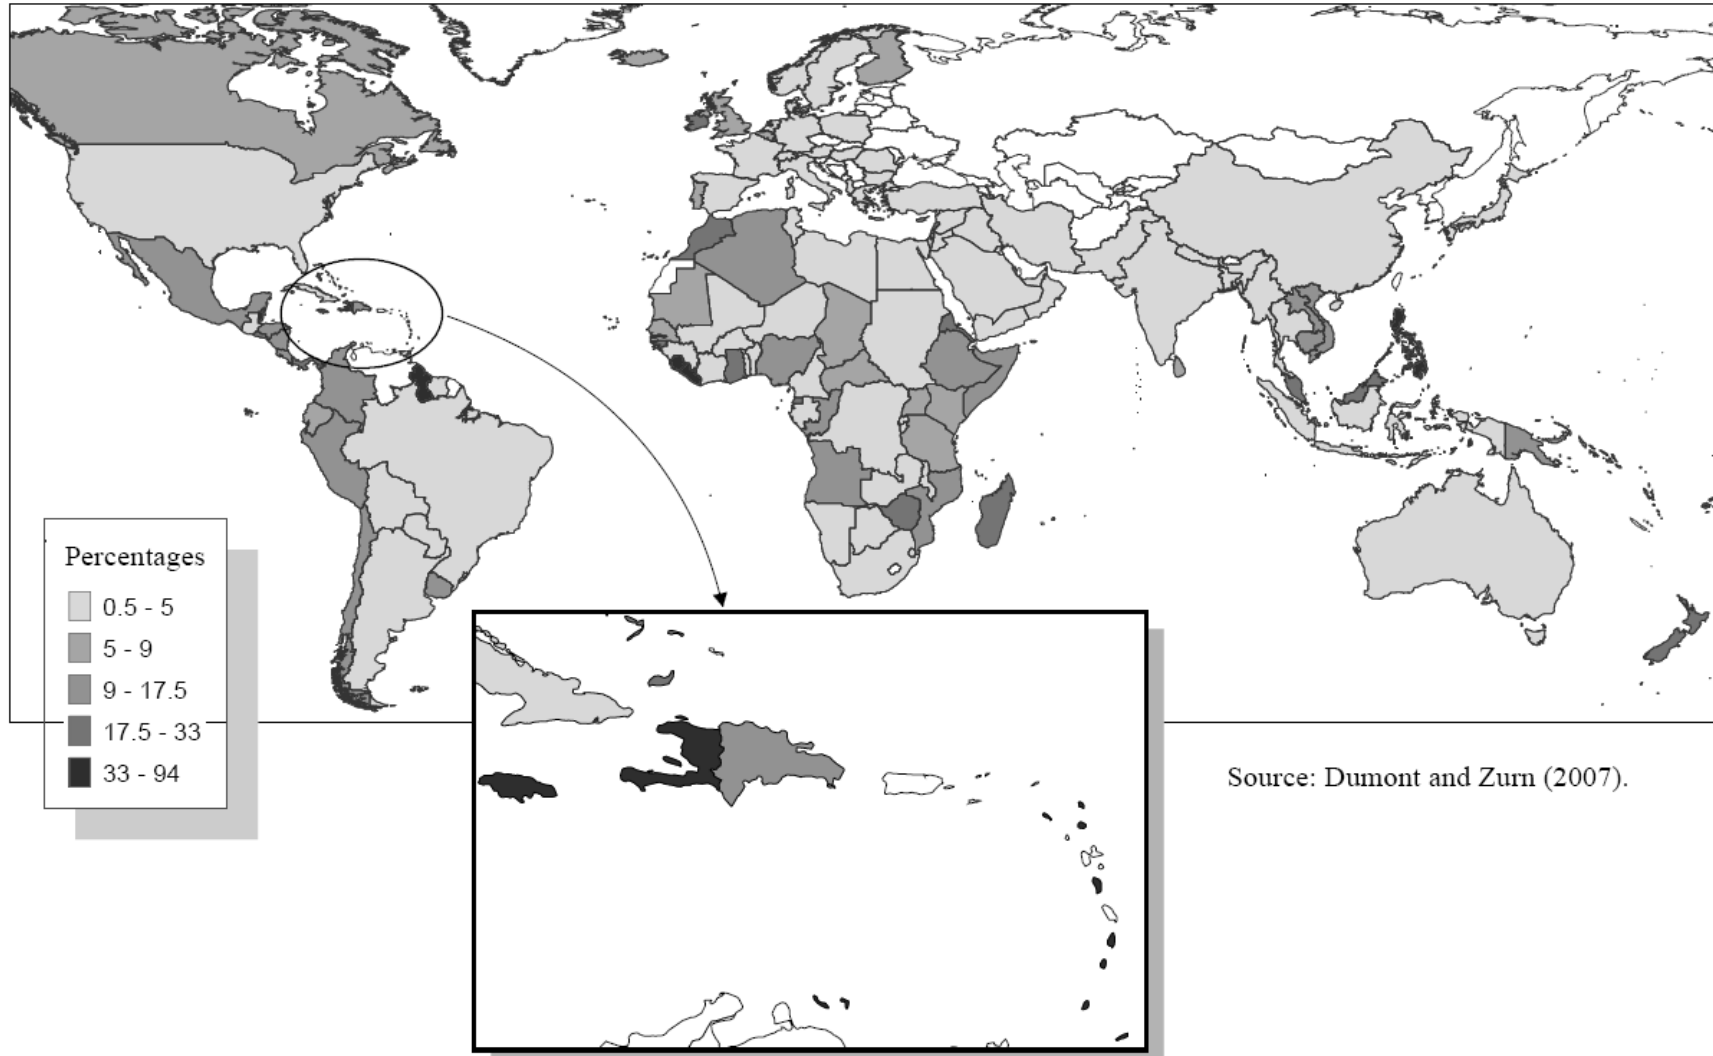 Percentages
0.5 - 5
5 - 9
9 - 17.5
17.5 - 33
33 - 94
Source: Dumont and Zurn (2007).